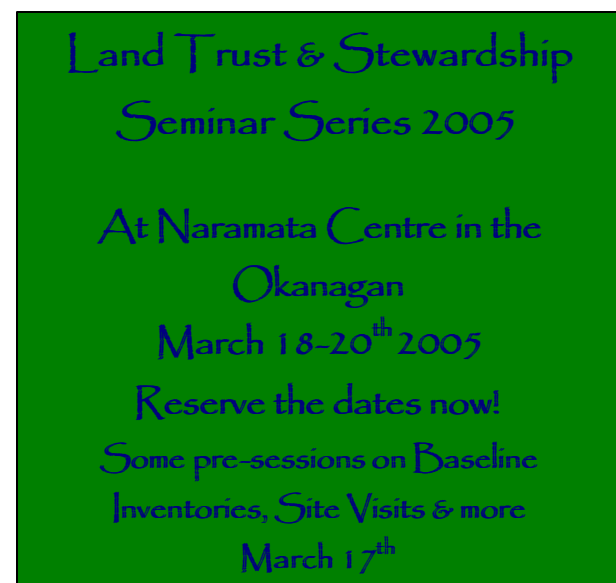 Land Trust & Stewardship
Seminar Series 2005
At Naramata Centre in the
Okanagan
March 18-20th 2005
Reserve the dates now!
Some pre-sessions on Baseline
Inventories, Site Visits & more
March 17th